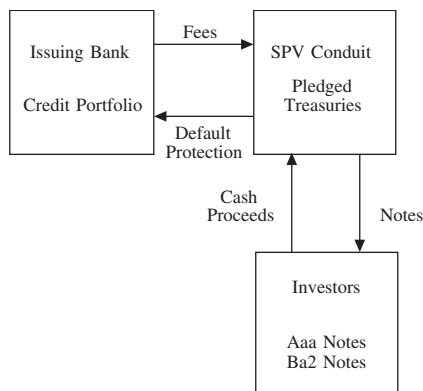 Issuing Bank
Credit Portfolio
Fees
Default
Protection
SPV Conduit
Pledged
Treasuries
Cash
Proceeds
Notes
Investors
Aaa Notes
Ba2 Notes